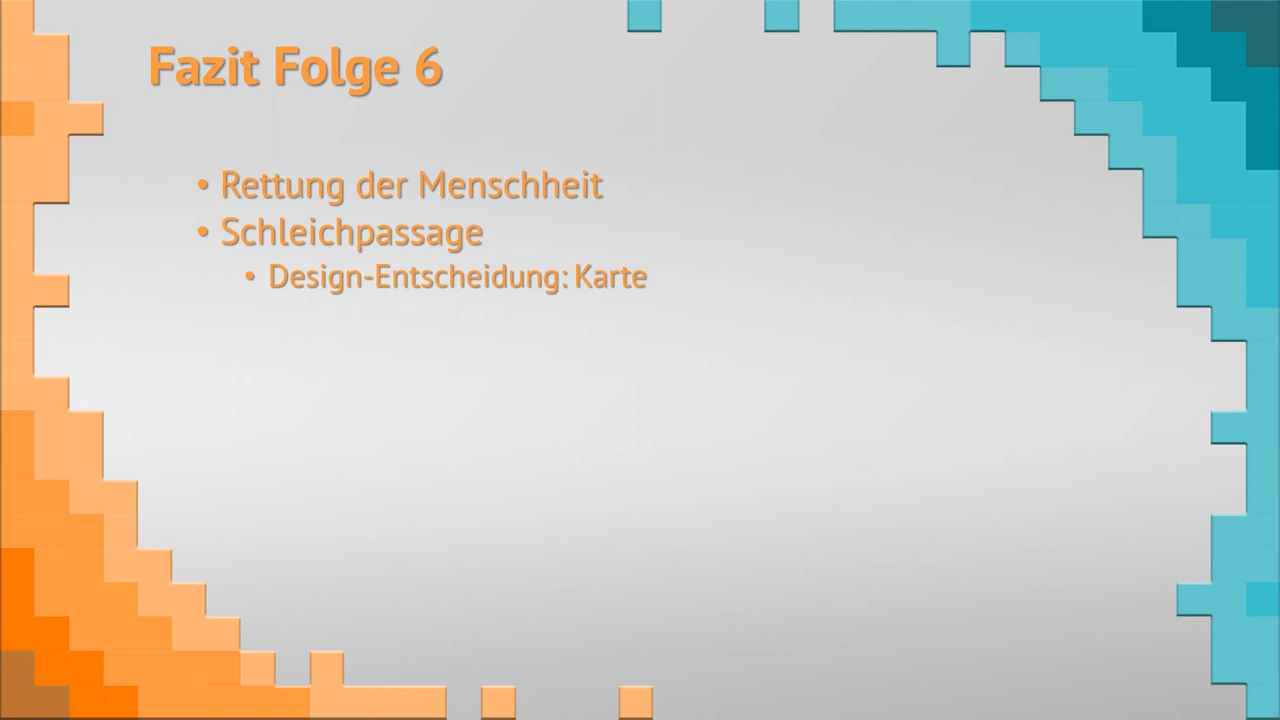 Fazit Folge 6
• Rettung der Menschheit
• Schleichpassage
• Design-Entscheidung: Karte